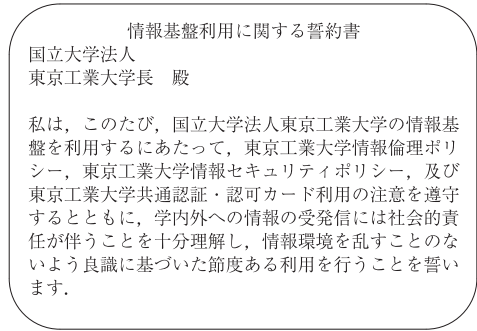 情報基盤利用に関する誓約書
国立大学法人
東京工業大学長　殿
私は，このたび，国立大学法人東京工業大学の情報基
盤を利用するにあたって，東京工業大学情報倫理ポリ
シー，東京工業大学情報セキュリティポリシー，及び
東京工業大学共通認証・認可カード利用の注意を遵守
するとともに，学内外への情報の受発信には社会的責
任が伴うことを十分理解し，情報環境を乱すことのな
いよう良識に基づいた節度ある利用を行うことを誓い
ます．